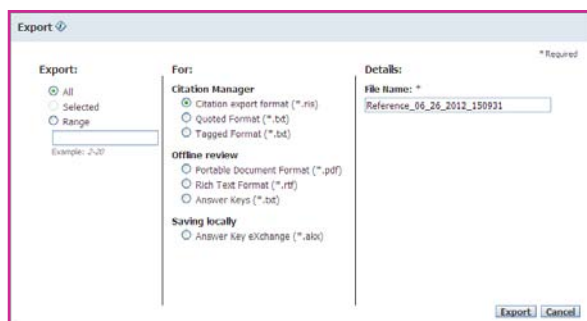 Export
* Required
Export:
All
Selected
Range
Example: 2-20
For:
Citation Manager
Citation export format (*.ris)
Quoted Format (*.txt)
Tagged Format (*.txt)
Offline review
Portable Document Format (*.pdf)
Rich Text Format (*.rtf)
Answer Keys (*.txt)
Saving locally
Answer Key eXchange (*.akx)
Details:
File Name: *
Reference_06_26_2012_150931
Export Cancel